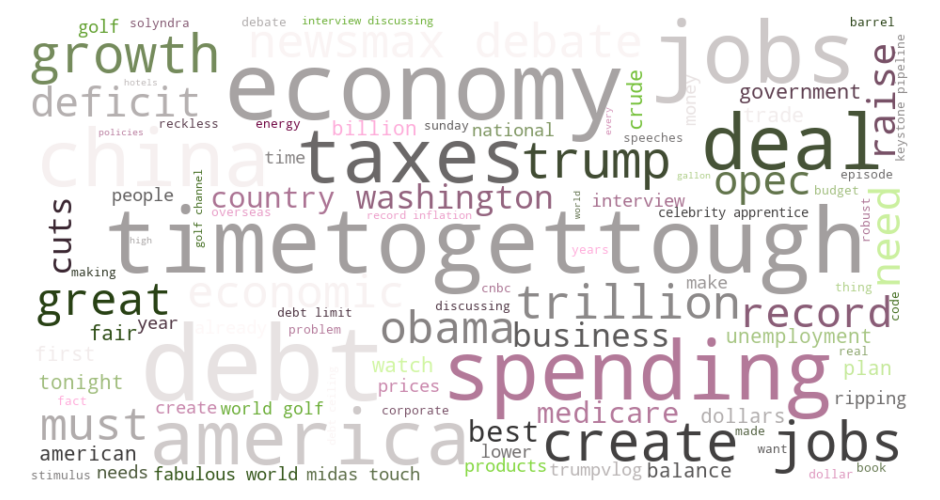 golf solyndra debate interview discussing barrel
growth newsmax debate jobs
economy
hotels crude money keystone pipeline
deficit government raise
china policies reckless energy billion sunday national every trade
time taxes trump deal speeches
people country washington interview opec episode
golf channel overseas record inflation world celebrity apprentice gallon budget
cuts timetogettough robust need
high years
making economic cnbc make thing
great debt limit discussing trillion record code
fair year problem obama business unemployment
already
first debt watch spending real
tonight prices plan
fact create world golf corporate medicare dollars ripping
must america best create made jobs
american lower want
stimulus needs fabulous world midas touch products trumpvlog balance dollar book